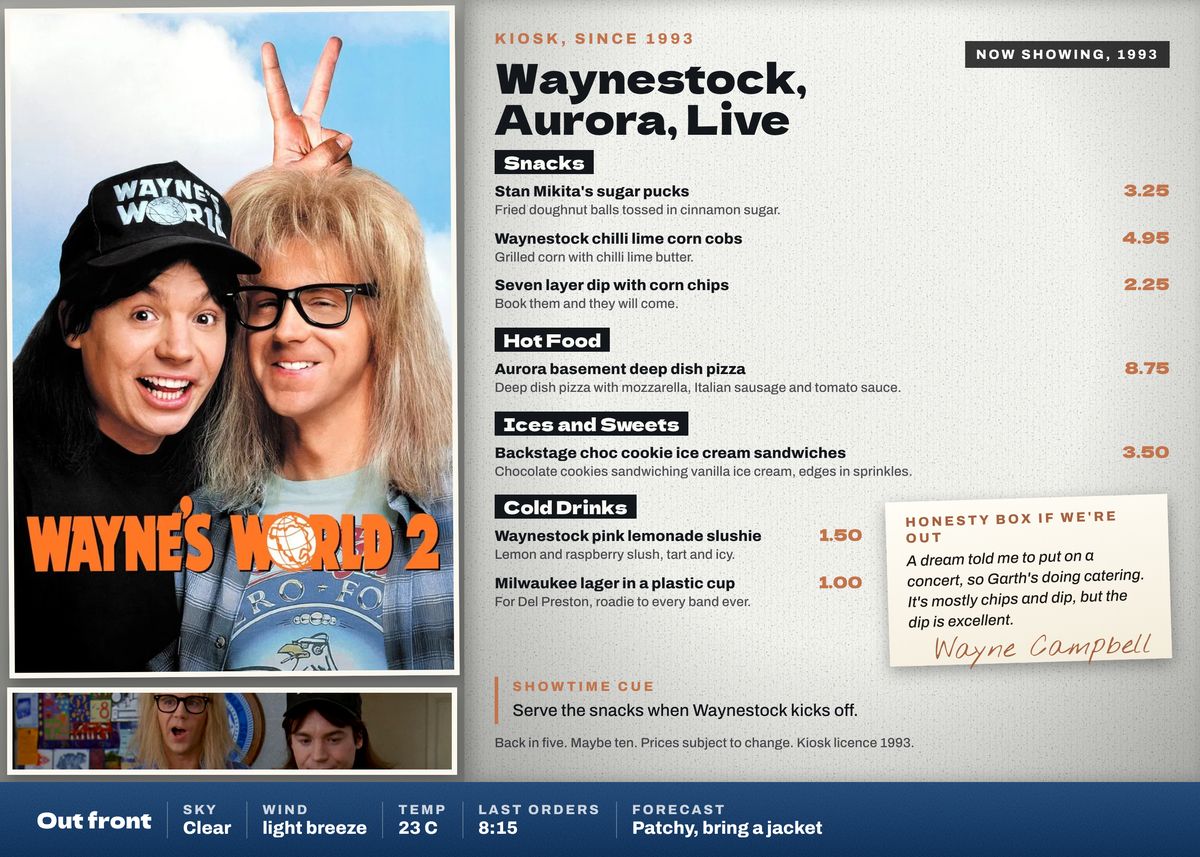 WAYNE'S
WORLD
WAYNE'S WORLD 2
KIOSK, SINCE 1993
NOW SHOWING, 1993
Waynestock,
Aurora, Live
Snacks
Stan Mikita's sugar pucks 3.25
Fried doughnut balls tossed in cinnamon sugar.
Waynestock chilli lime corn cobs 4.95
Grilled corn with chilli lime butter.
Seven layer dip with corn chips 2.25
Book them and they will come.
Hot Food
Aurora basement deep dish pizza 8.75
Deep dish pizza with mozzarella, Italian sausage and tomato sauce.
Ices and Sweets
Backstage choc cookie ice cream sandwiches 3.50
Chocolate cookies sandwiching vanilla ice cream, edges in sprinkles.
Cold Drinks
Waynestock pink lemonade slushie 1.50
Lemon and raspberry slush, tart and icy.
Milwaukee lager in a plastic cup 1.00
For Del Preston, roadie to every band ever.
HONESTY BOX IF WE'RE
OUT
A dream told me to put on a
concert, so Garth's doing catering.
It's mostly chips and dip, but the
dip is excellent.
Wayne Campbell
SHOWTIME CUE
Serve the snacks when Waynestock kicks off.
Back in five. Maybe ten. Prices subject to change. Kiosk licence 1993.
Out front
SKY
Clear
WIND
light breeze
TEMP
23 C
LAST ORDERS
8:15
FORECAST
Patchy, bring a jacket